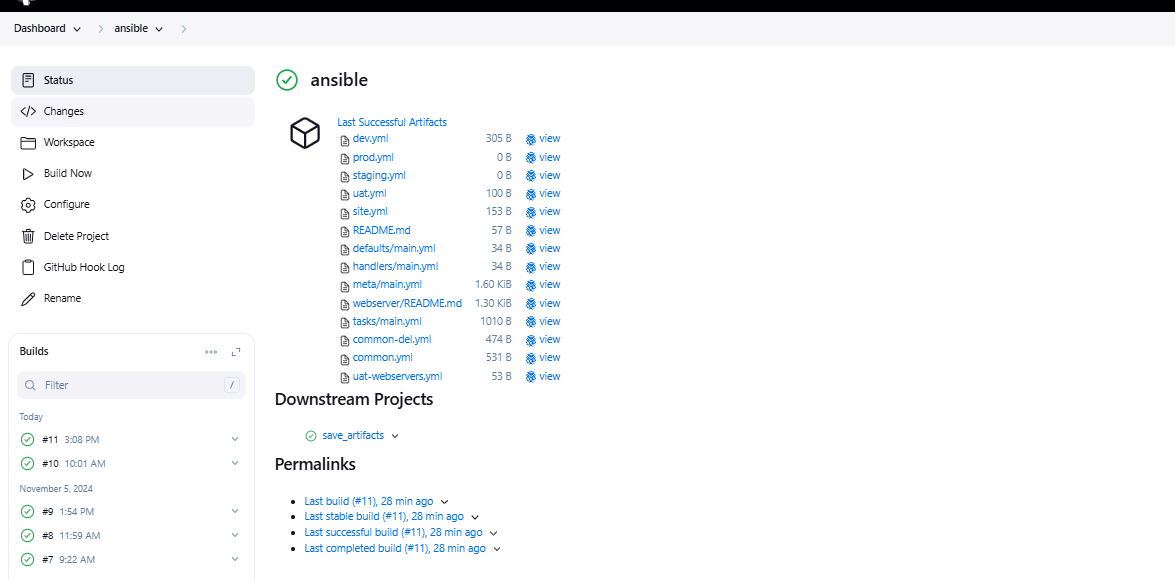 Dashboard
ansible
Status
Changes
Workspace
Build Now
Configure
Delete Project
GitHub Hook Log
Rename
Builds
Filter /
Today
#11 3:08 PM
#10 10:01 AM
November 5, 2024
#9 1:54 PM
#8 11:59 AM
#7 9:22 AM
ansible
Last Successful Artifacts
dev.yml 305 B view
prod.yml 0 B view
staging.yml 0 B view
uat.yml 100 B view
site.yml 153 B view
README.md 57 B view
defaults/main.yml 34 B view
handlers/main.yml 34 B view
meta/main.yml 1.60 KiB view
webserver/README.md 1.30 KiB view
tasks/main.yml 1010 B view
common-del.yml 474 B view
common.yml 531 B view
uat-webservers.yml 53 B view
Downstream Projects
save_artifacts
Permalinks
Last build (#11), 28 min ago
Last stable build (#11), 28 min ago
Last successful build (#11), 28 min ago
Last completed build (#11), 28 min ago